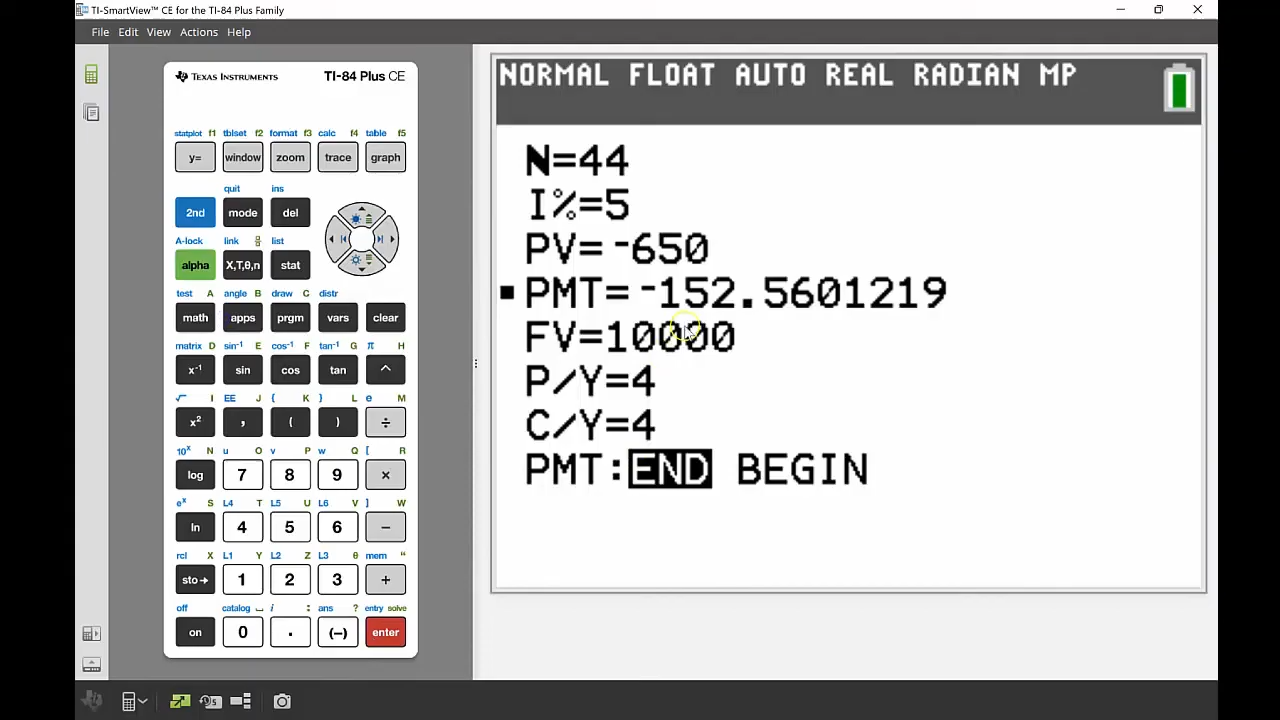 TI-SmartView™ CE for the TI-84 Plus Family
File Edit View Actions Help
TEXAS INSTRUMENTS TI-84 Plus CE
NORMAL FLOAT AUTO REAL RADIAN MP
N=44
I%=5
PV=-650
PMT=-152.5601219
FV=10000
P/Y=4
C/Y=4
PMT:END BEGIN
statplot f1 tblset f2 format f3 calc f4 table f5
y= window zoom trace graph
quit ins
2nd mode del
A-lock link list
alpha X,T,θ,n stat
test A angle B draw C distr
math apps prgm vars clear
matrix D sin⁻¹ E cos⁻¹ F tan⁻¹ G π H
x⁻¹ sin cos tan ^
√ I EE J { K } L e M
x² , ( ) ÷
10ˣ N u O v P w Q [ R
log 7 8 9 ×
eˣ S L4 T L5 U L6 V ] W
ln 4 5 6 −
rcl X L1 Y L2 Z L3 θ mem "
sto→ 1 2 3 +
off catalog i : ans ? entry solve
on 0 . (−) enter